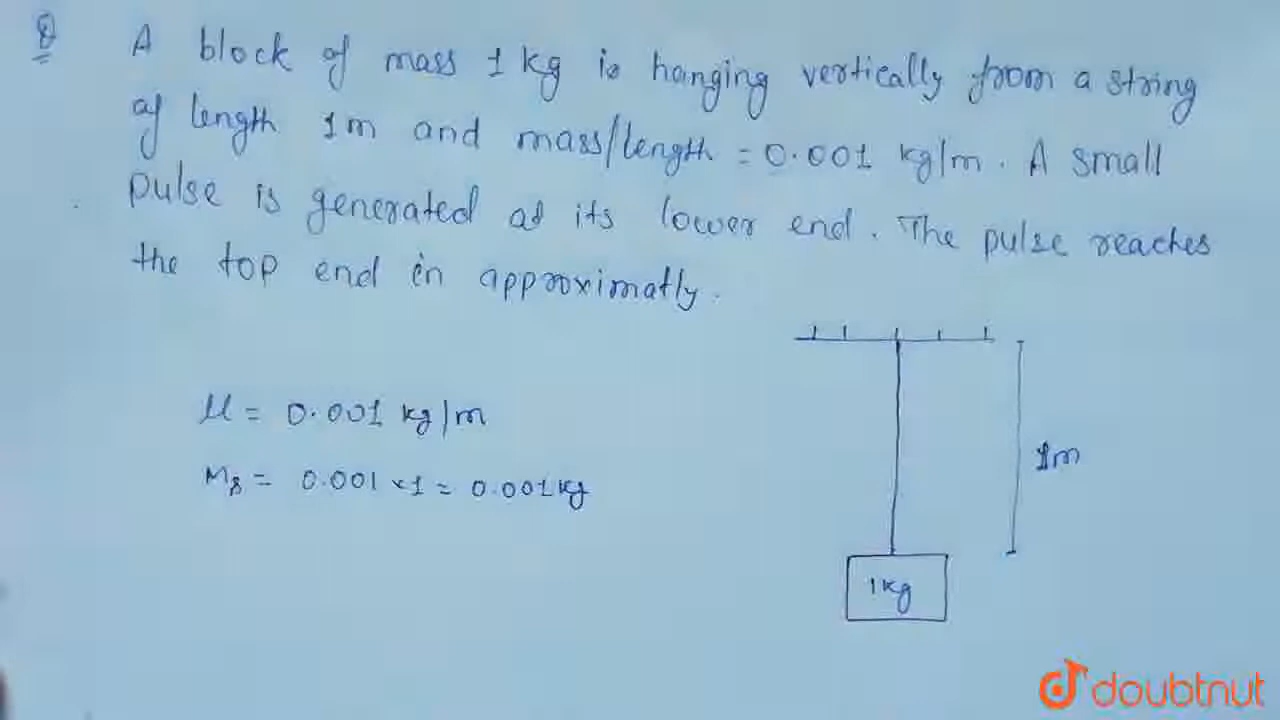 Q
A block of mass 1 kg is hanging vertically from a string
of length 1m and mass/length = 0.001 kg/m. A small
pulse is generated at its lower end. The pulse reaches
the top end in approximatly.
μ = 0.001 kg/m
Ms = 0.001 × 1 = 0.001 kg
1m
1 kg
doubtnut